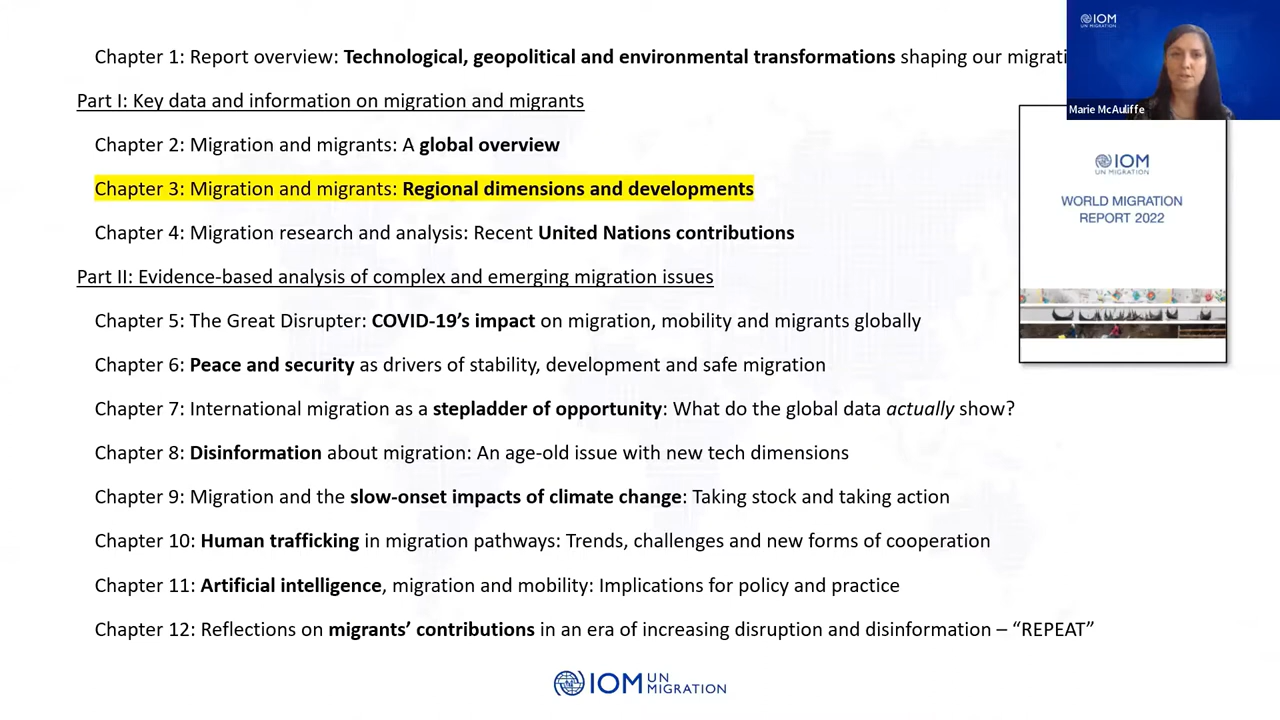 Chapter 1: Report overview: Technological, geopolitical and environmental transformations shaping our migrati
IOM
Marie McAuliffe
Part I: Key data and information on migration and migrants
Chapter 2: Migration and migrants: A global overview
IOM
UN MIGRATION
Chapter 3: Migration and migrants: Regional dimensions and developments
WORLD MIGRATION
REPORT 2022
Chapter 4: Migration research and analysis: Recent United Nations contributions
Part II: Evidence-based analysis of complex and emerging migration issues
Chapter 5: The Great Disrupter: COVID-19’s impact on migration, mobility and migrants globally
Chapter 6: Peace and security as drivers of stability, development and safe migration
Chapter 7: International migration as a stepladder of opportunity: What do the global data actually show?
Chapter 8: Disinformation about migration: An age-old issue with new tech dimensions
Chapter 9: Migration and the slow-onset impacts of climate change: Taking stock and taking action
Chapter 10: Human trafficking in migration pathways: Trends, challenges and new forms of cooperation
Chapter 11: Artificial intelligence, migration and mobility: Implications for policy and practice
Chapter 12: Reflections on migrants’ contributions in an era of increasing disruption and disinformation – “REPEAT”
IOM UN MIGRATION